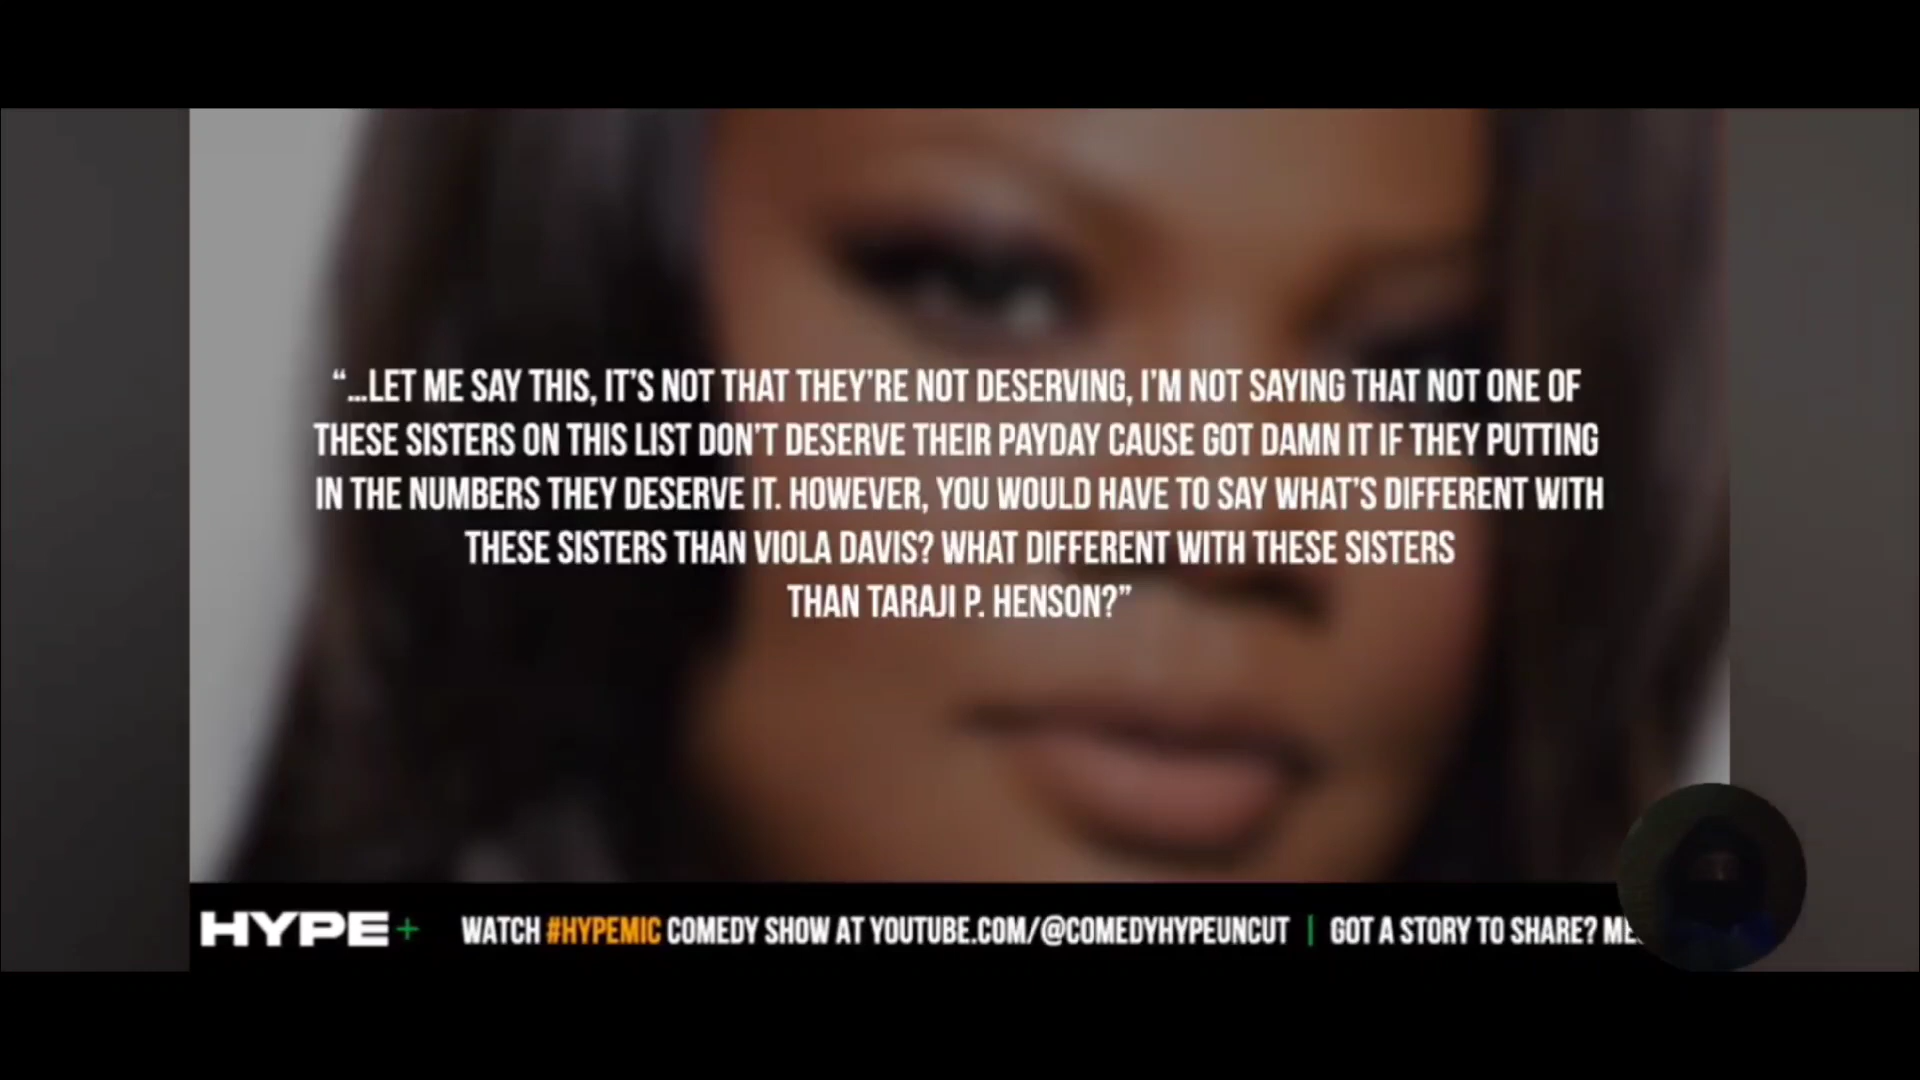 “...LET ME SAY THIS, IT’S NOT THAT THEY’RE NOT DESERVING, I’M NOT SAYING THAT NOT ONE OF
THESE SISTERS ON THIS LIST DON’T DESERVE THEIR PAYDAY CAUSE GOT DAMN IT IF THEY PUTTING
IN THE NUMBERS THEY DESERVE IT. HOWEVER, YOU WOULD HAVE TO SAY WHAT’S DIFFERENT WITH
THESE SISTERS THAN VIOLA DAVIS? WHAT DIFFERENT WITH THESE SISTERS
THAN TARAJI P. HENSON?”
HYPE+ WATCH #HYPEMIC COMEDY SHOW AT YOUTUBE.COM/@COMEDYHYPEUNCUT | GOT A STORY TO SHARE?